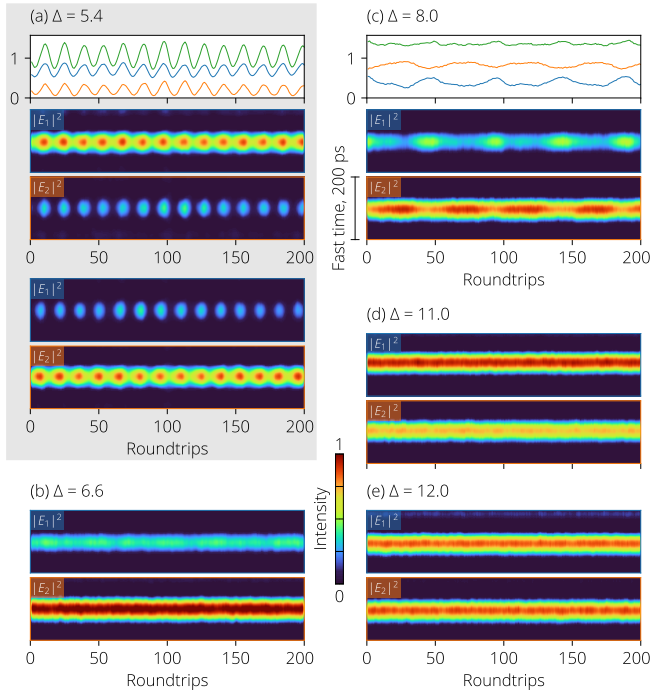 (a) Δ = 5.4
1
0
|E₁|²
|E₂|²
0 50 100 150 200
|E₁|²
|E₂|²
0 50 100 150 200
Roundtrips
(b) Δ = 6.6
|E₁|²
|E₂|²
0 50 100 150 200
Roundtrips
(c) Δ = 8.0
1
0
|E₁|²
|E₂|²
Fast time, 200 ps
0 50 100 150 200
Roundtrips
(d) Δ = 11.0
|E₁|²
|E₂|²
1
Intensity
0
(e) Δ = 12.0
|E₁|²
|E₂|²
0 50 100 150 200
Roundtrips